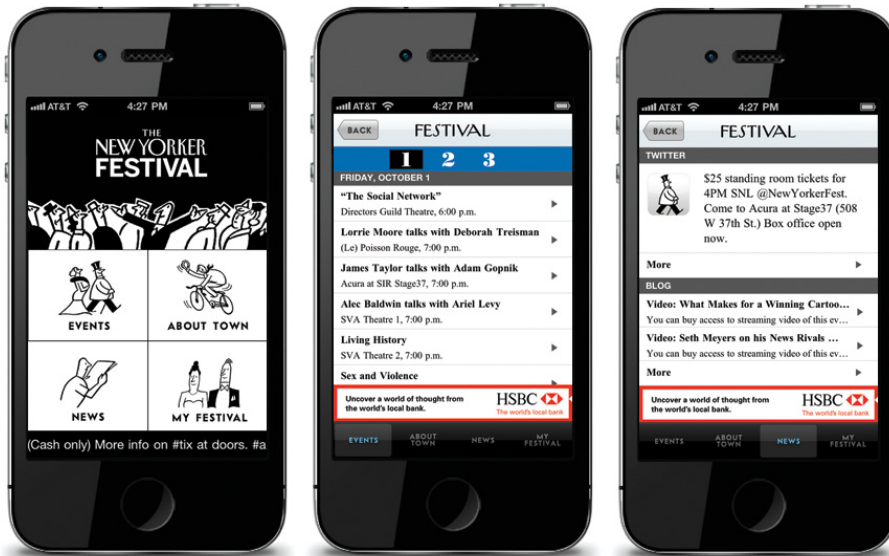 AT&T 4:27 PM
THE
NEW YORKER
FESTIVAL
EVENTS
ABOUT TOWN
NEWS
MY FESTIVAL
(Cash only) More info on #tix at doors. #a
AT&T 4:27 PM
BACK FESTIVAL
1 2 3
FRIDAY, OCTOBER 1
“The Social Network”
Directors Guild Theatre, 6:00 p.m.
Lorrie Moore talks with Deborah Treisman
(Le) Poisson Rouge, 7:00 p.m.
James Taylor talks with Adam Gopnik
Acura at SIR Stage37, 7:00 p.m.
Alec Baldwin talks with Ariel Levy
SVA Theatre 1, 7:00 p.m.
Living History
SVA Theatre 2, 7:00 p.m.
Sex and Violence
Uncover a world of thought from
the world's local bank.
HSBC
The world's local bank
EVENTS
ABOUT
TOWN
NEWS
MY
FESTIVAL
AT&T 4:27 PM
BACK FESTIVAL
TWITTER
$25 standing room tickets for
4PM SNL @NewYorkerFest.
Come to Acura at Stage37 (508
W 37th St.) Box office open
now.
More
BLOG
Video: What Makes for a Winning Cartoo...
You can buy access to streaming video of this ev...
Video: Seth Meyers on his News Rivals ...
You can buy access to streaming video of this ev...
More
Uncover a world of thought from
the world's local bank.
HSBC
The world's local bank
EVENTS
ABOUT
TOWN
NEWS
MY
FESTIVAL